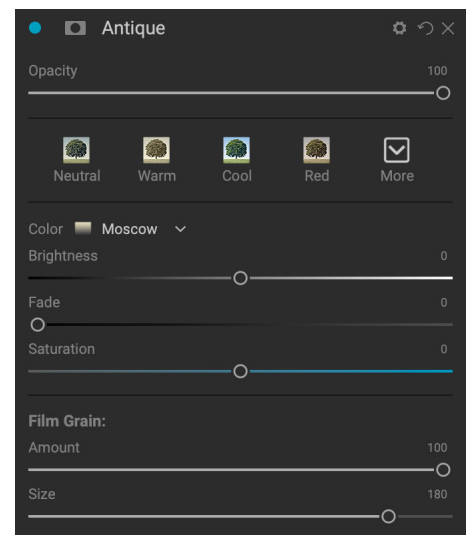 Antique
Opacity 100
Neutral Warm Cool Red More
Color Moscow
Brightness 0
Fade 0
Saturation 0
Film Grain:
Amount 100
Size 180